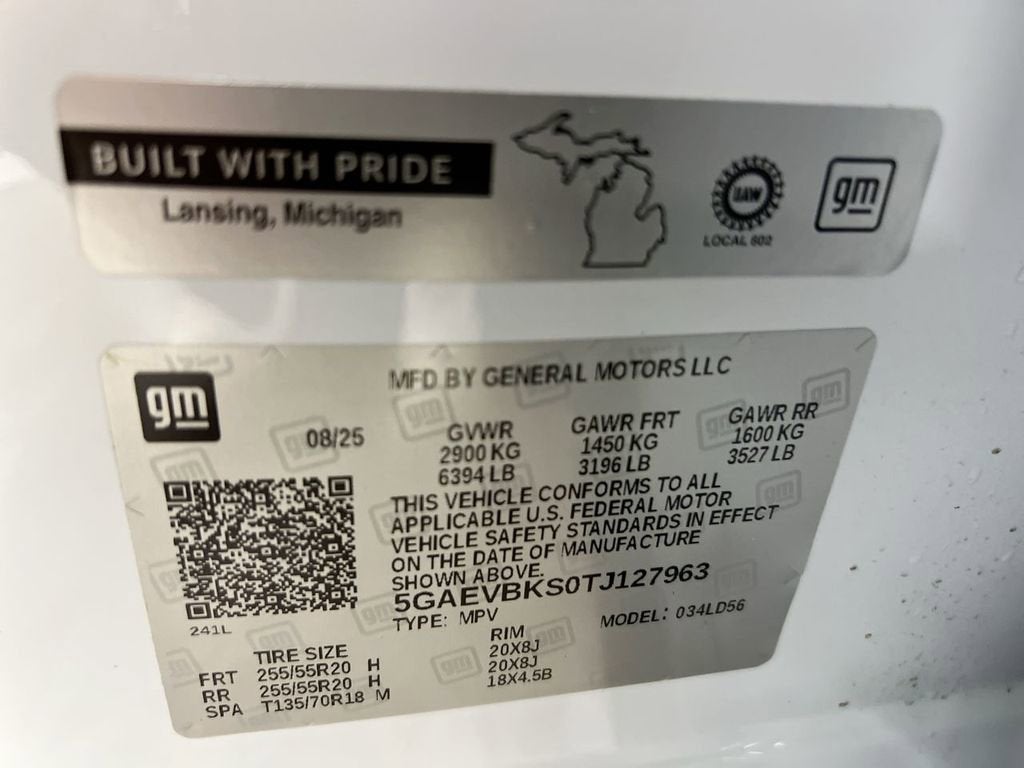 BUILT WITH PRIDE
Lansing, Michigan
UAW
LOCAL 602
gm
gm
MFD BY GENERAL MOTORS LLC
08/25
GVWR
2900 KG
6394 LB
GAWR FRT
1450 KG
3196 LB
GAWR RR
1600 KG
3527 LB
THIS VEHICLE CONFORMS TO ALL
APPLICABLE U.S. FEDERAL MOTOR
VEHICLE SAFETY STANDARDS IN EFFECT
ON THE DATE OF MANUFACTURE
SHOWN ABOVE.
5GAEVBKS0TJ127963
TYPE: MPV
MODEL: 034LD56
241L
TIRE SIZE
RIM
FRT 255/55R20 H 20X8J
RR 255/55R20 H 20X8J
SPA T135/70R18 M 18X4.5B